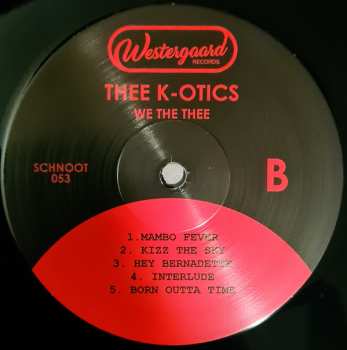 Westergaard
RECORDS
THEE K-OTICS
WE THE THEE
SCHNOOT
053
B
1.MAMBO FEVER
2. KIZZ THE SKY
3. HEY BERNADETTE
4. INTERLUDE
5. BORN OUTTA TIME